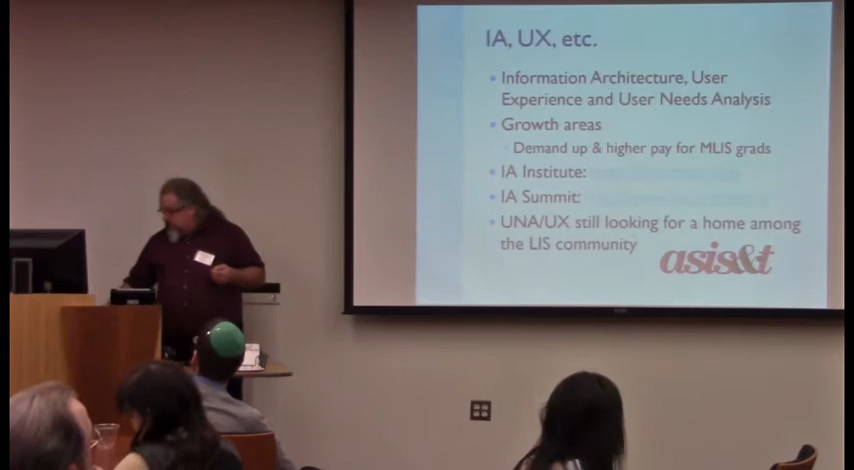 IA, UX, etc.
Information Architecture, User
Experience and User Needs Analysis
Growth areas
Demand up & higher pay for MLIS grads
IA Institute:
IA Summit:
UNA/UX still looking for a home among
the LIS community
asis&t